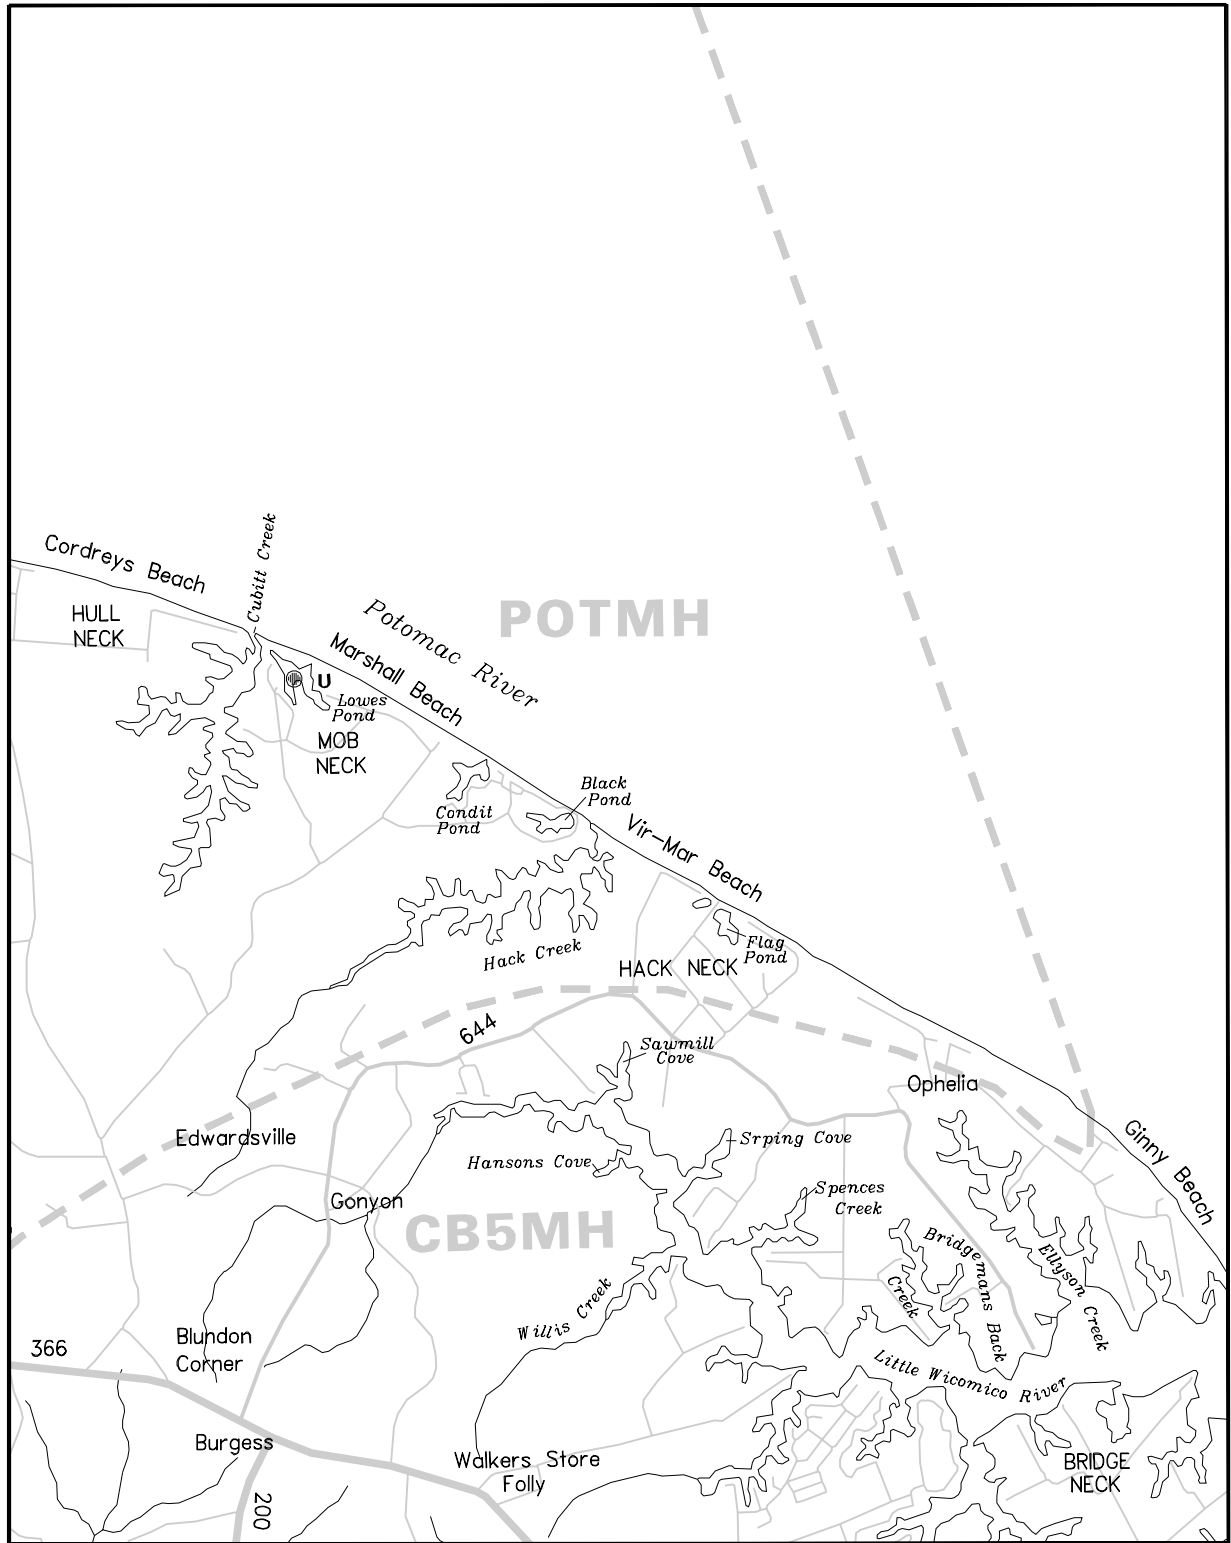 Cubitt Creek
Cordreys Beach
HULL
NECK
Potomac River
POTMH
Marshall Beach
U
Lowes
Pond
MOB
NECK
Black
Pond
Condit
Pond
Vir-Mar Beach
Flag
Pond
Hack Creek
HACK NECK
644
Sawmill
Cove
Ophelia
Edwardsville
Srping Cove
Ginny Beach
Hansons Cove
Spences
Creek
Gonyon
CB5MH
Bridgemans Back
Creek
Ellyson Creek
Willis Creek
366
Blundon
Corner
Little Wicomico River
Burgess
Walkers Store
Folly
BRIDGE
NECK
200